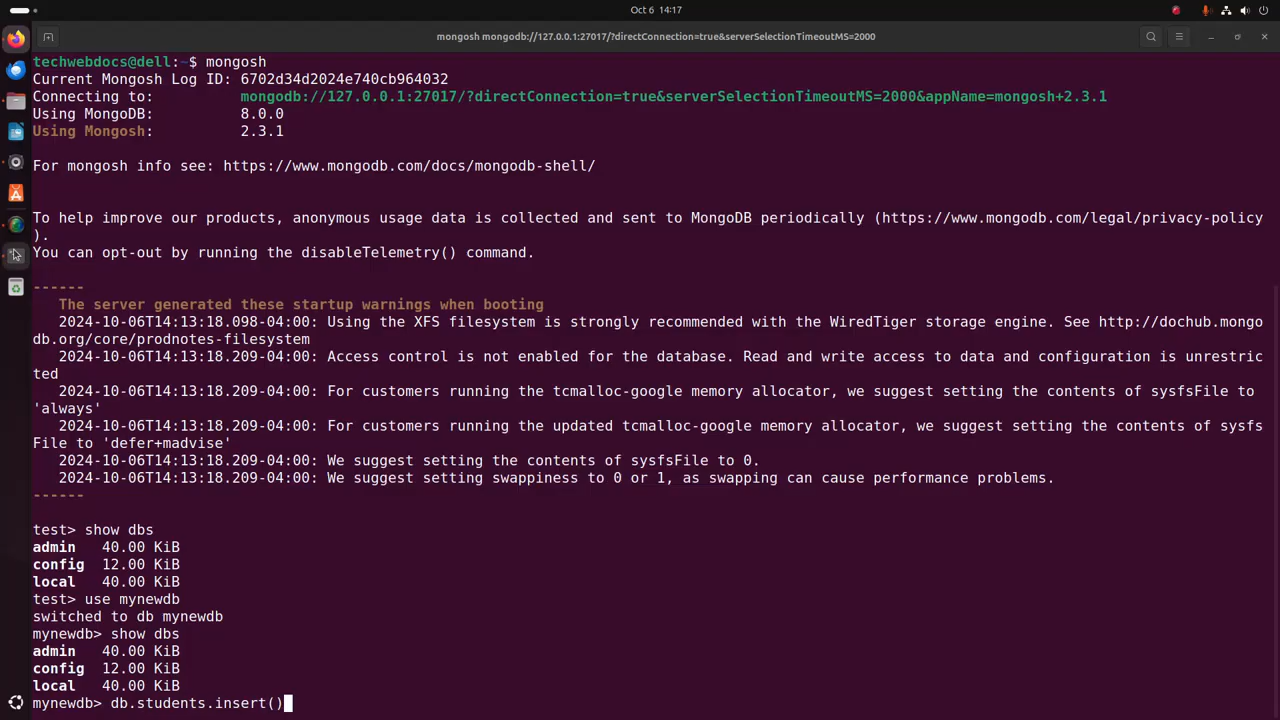 Oct 6 14:17
mongosh mongodb://127.0.0.1:27017/?directConnection=true&serverSelectionTimeoutMS=2000
techwebdocs@dell:~$ mongosh
Current Mongosh Log ID: 6702d34d2024e740cb964032
Connecting to: mongodb://127.0.0.1:27017/?directConnection=true&serverSelectionTimeoutMS=2000&appName=mongosh+2.3.1
Using MongoDB: 8.0.0
Using Mongosh: 2.3.1
For mongosh info see: https://www.mongodb.com/docs/mongodb-shell/
To help improve our products, anonymous usage data is collected and sent to MongoDB periodically (https://www.mongodb.com/legal/privacy-policy
).
You can opt-out by running the disableTelemetry() command.
------
The server generated these startup warnings when booting
2024-10-06T14:13:18.098-04:00: Using the XFS filesystem is strongly recommended with the WiredTiger storage engine. See http://dochub.mongo
db.org/core/prodnotes-filesystem
2024-10-06T14:13:18.209-04:00: Access control is not enabled for the database. Read and write access to data and configuration is unrestric
ted
2024-10-06T14:13:18.209-04:00: For customers running the tcmalloc-google memory allocator, we suggest setting the contents of sysfsFile to
'always'
2024-10-06T14:13:18.209-04:00: For customers running the updated tcmalloc-google memory allocator, we suggest setting the contents of sysfs
File to 'defer+madvise'
2024-10-06T14:13:18.209-04:00: We suggest setting the contents of sysfsFile to 0.
2024-10-06T14:13:18.209-04:00: We suggest setting swappiness to 0 or 1, as swapping can cause performance problems.
------
test> show dbs
admin 40.00 KiB
config 12.00 KiB
local 40.00 KiB
test> use mynewdb
switched to db mynewdb
mynewdb> show dbs
admin 40.00 KiB
config 12.00 KiB
local 40.00 KiB
mynewdb> db.students.insert()